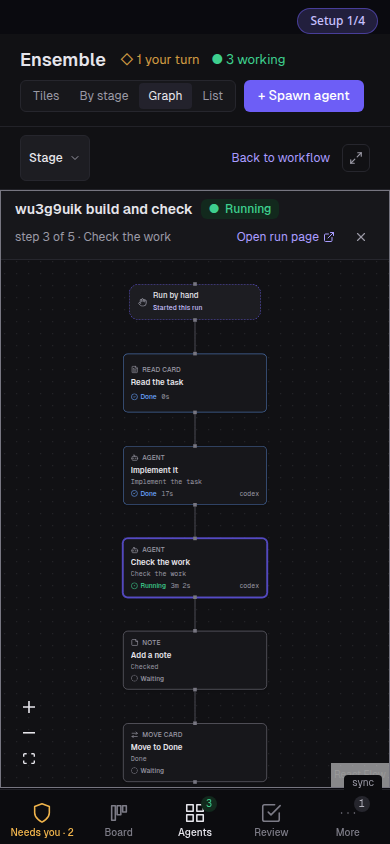 Setup 1/4
Ensemble
1 your turn
3 working
Tiles
By stage
Graph
List
+ Spawn agent
Stage
Back to workflow
wu3g9uik build and check
Running
step 3 of 5 · Check the work
Open run page
Run by hand
Started this run
READ CARD
Read the task
Done 0s
AGENT
Implement it
Implement the task
Done 17s
codex
AGENT
Check the work
Check the work
Running 3m 2s
codex
NOTE
Add a note
Checked
Waiting
MOVE CARD
Move to Done
Done
Waiting
sync
Needs you · 2
Board
3
Agents
Review
1
More